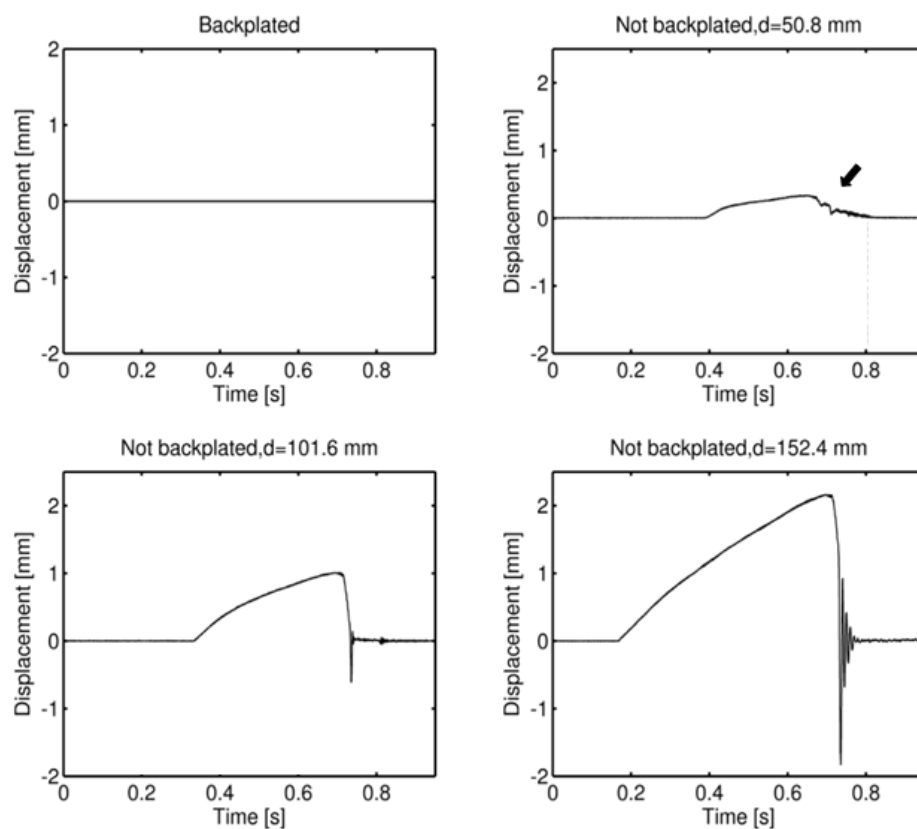 Backplated
2
1
0
-1
-2
Displacement [mm]
0 0.2 0.4 0.6 0.8
Time [s]
Not backplated,d=50.8 mm
2
1
0
-1
-2
Displacement [mm]
0 0.2 0.4 0.6 0.8
Time [s]
Not backplated,d=101.6 mm
2
1
0
-1
-2
Displacement [mm]
0 0.2 0.4 0.6 0.8
Time [s]
Not backplated,d=152.4 mm
2
1
0
-1
-2
Displacement [mm]
0 0.2 0.4 0.6 0.8
Time [s]